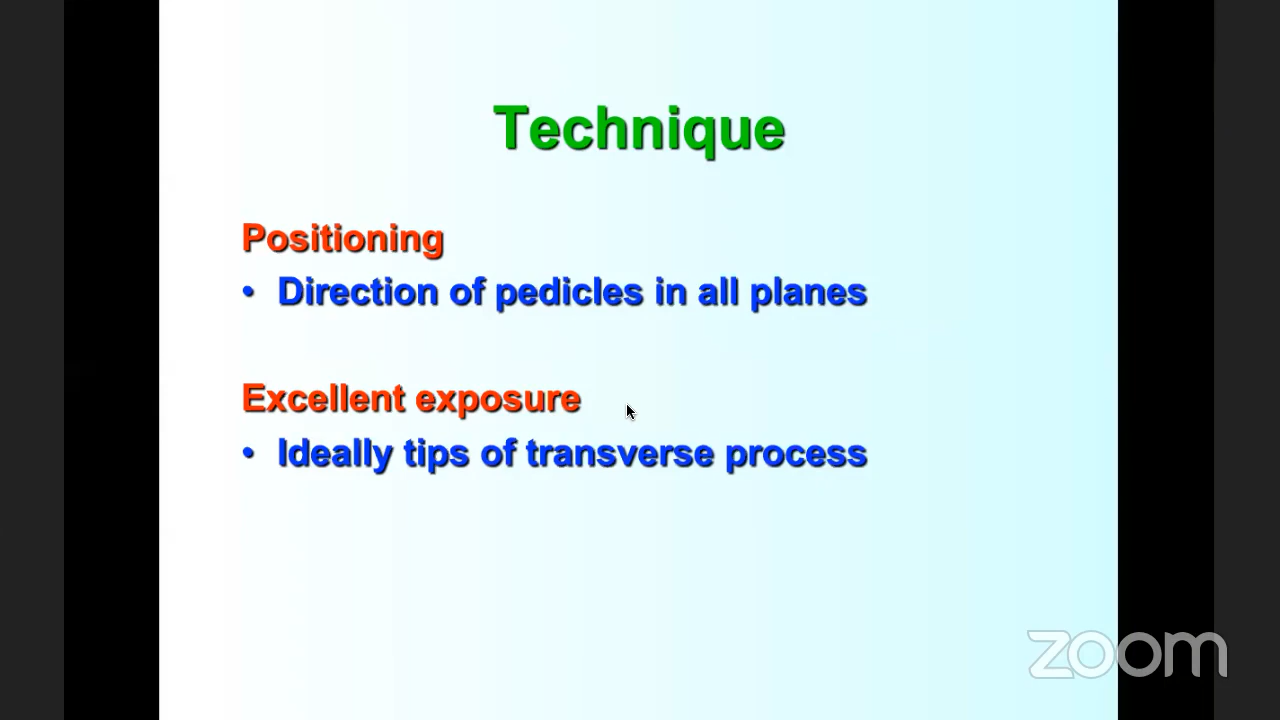 Technique
Positioning
• Direction of pedicles in all planes
Excellent exposure
• Ideally tips of transverse process
zoom